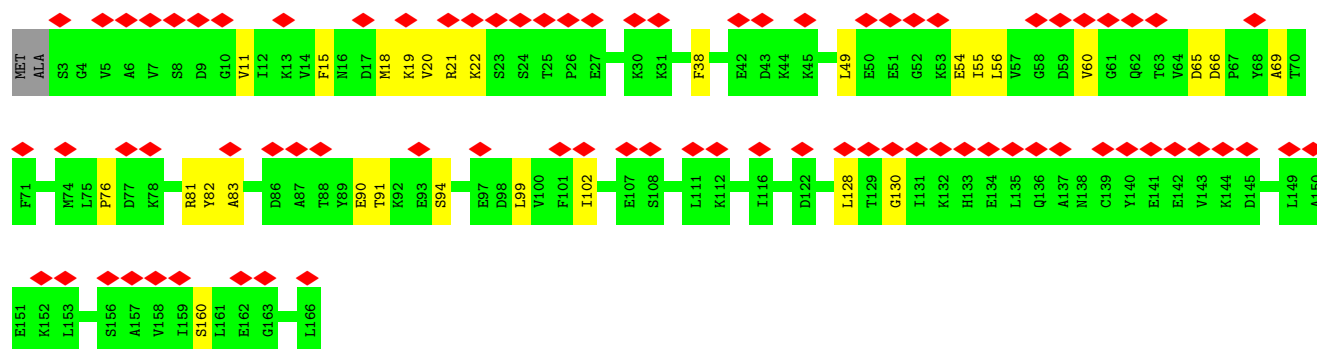 MET ALA S3 G4 V5 A6 V7 S8 D9 G10 V11 I12 K13 V14 F15 N16 D17 M18 K19 V20 R21 K22 S23 S24 T25 P26 E27 K30 K31 F38 E42 D43 K44 K45 L49 E50 E51 G52 K53 E54 I55 L56 V57 G58 D59 V60 G61 Q62 T63 V64 D65 D66 P67 Y68 A69 T70
F71 M74 L75 P76 D77 K78 R81 Y82 A83 D86 A87 T88 Y89 E90 T91 K92 E93 S94 E97 D98 L99 V100 F101 I102 E107 S108 L111 K112 I116 D122 L128 T129 G130 I131 K132 H133 E134 L135 Q136 A137 N138 C139 Y140 E141 E142 V143 K144 D145 L149 A150
E151 K152 L153 S156 A157 V158 I159 S160 L161 E162 G163 L166